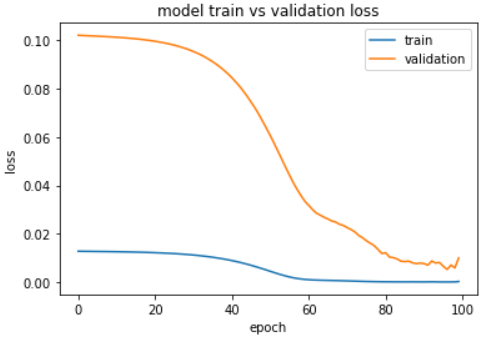 model train vs validation loss
train
validation
loss
0.10
0.08
0.06
0.04
0.02
0.00
0 20 40 60 80 100
epoch